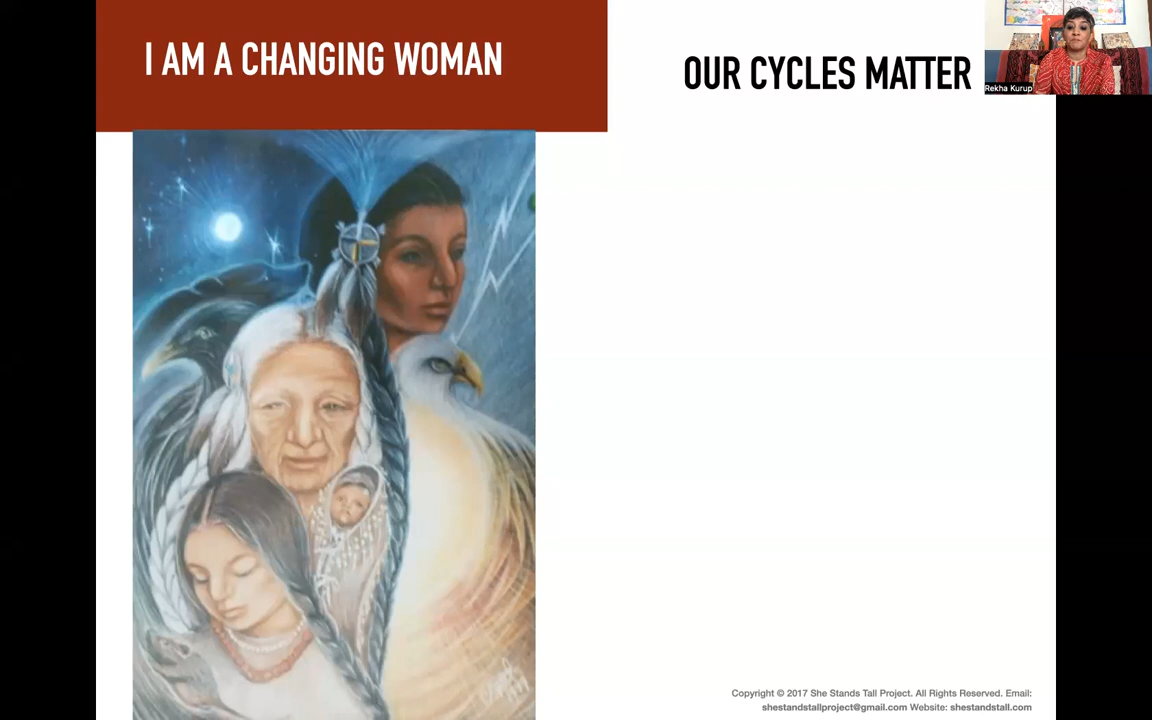 I AM A CHANGING WOMAN
OUR CYCLES MATTER
Rekha Kurup
Copyright © 2017 She Stands Tall Project. All Rights Reserved. Email:
shestandstallproject@gmail.com Website: shestandstall.com